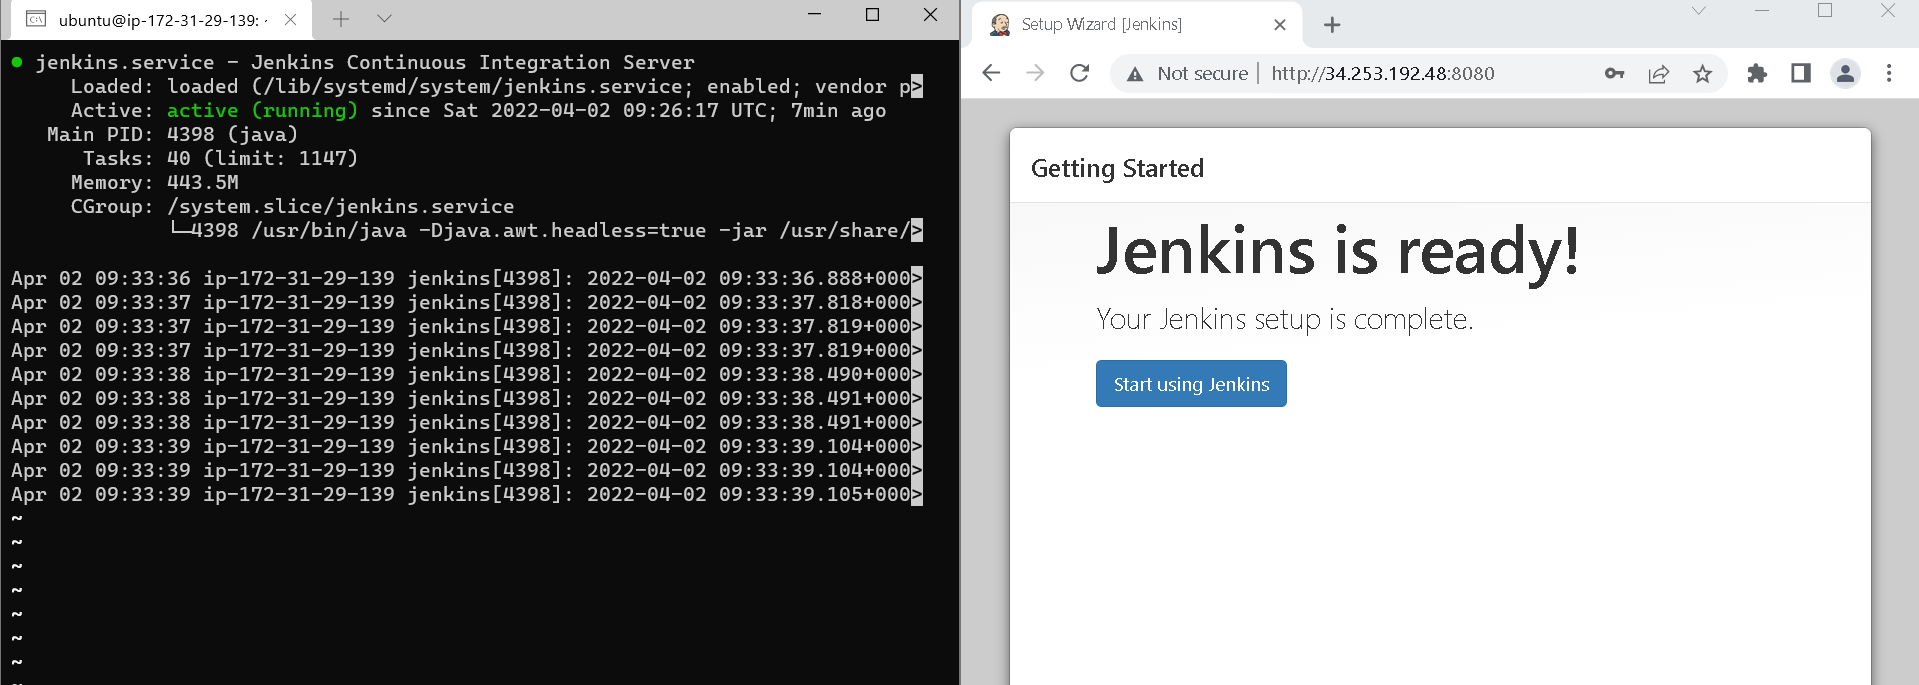 ubuntu@ip-172-31-29-139: ~
● jenkins.service - Jenkins Continuous Integration Server
Loaded: loaded (/lib/systemd/system/jenkins.service; enabled; vendor p>
Active: active (running) since Sat 2022-04-02 09:26:17 UTC; 7min ago
Main PID: 4398 (java)
Tasks: 40 (limit: 1147)
Memory: 443.5M
CGroup: /system.slice/jenkins.service
└─4398 /usr/bin/java -Djava.awt.headless=true -jar /usr/share/>
Apr 02 09:33:36 ip-172-31-29-139 jenkins[4398]: 2022-04-02 09:33:36.888+000>
Apr 02 09:33:37 ip-172-31-29-139 jenkins[4398]: 2022-04-02 09:33:37.818+000>
Apr 02 09:33:37 ip-172-31-29-139 jenkins[4398]: 2022-04-02 09:33:37.819+000>
Apr 02 09:33:37 ip-172-31-29-139 jenkins[4398]: 2022-04-02 09:33:37.819+000>
Apr 02 09:33:38 ip-172-31-29-139 jenkins[4398]: 2022-04-02 09:33:38.490+000>
Apr 02 09:33:38 ip-172-31-29-139 jenkins[4398]: 2022-04-02 09:33:38.491+000>
Apr 02 09:33:38 ip-172-31-29-139 jenkins[4398]: 2022-04-02 09:33:38.491+000>
Apr 02 09:33:39 ip-172-31-29-139 jenkins[4398]: 2022-04-02 09:33:39.104+000>
Apr 02 09:33:39 ip-172-31-29-139 jenkins[4398]: 2022-04-02 09:33:39.104+000>
Apr 02 09:33:39 ip-172-31-29-139 jenkins[4398]: 2022-04-02 09:33:39.105+000>
~
~
~
~
~
~
~
~
Setup Wizard [Jenkins]
Not secure | http://34.253.192.48:8080
Getting Started
Jenkins is ready!
Your Jenkins setup is complete.
Start using Jenkins